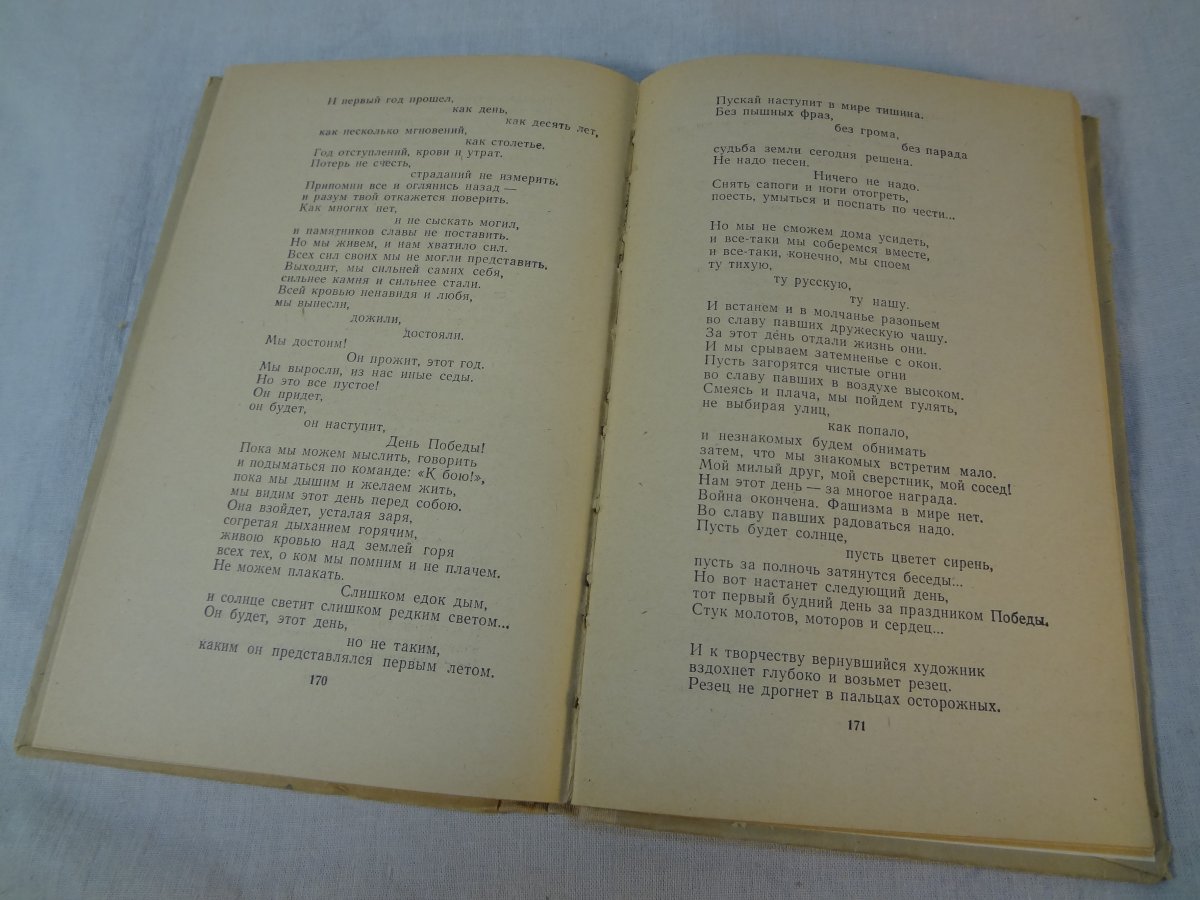 И первый год прошел,
как день,
как десять лет,
как несколько мгновений,
как столетье.
Год отступлений, крови и утрат.
Потерь не счесть,
страданий не измерить.
Припомни все и оглянись назад —
и разум твой откажется поверить.
Как многих нет,
и не сыскать могил,
и памятников славы не поставить.
Но мы живем, и нам хватило сил.
Всех сил своих мы не могли представить.
Выходит, мы сильней самих себя,
сильнее камня и сильнее стали.
Всей кровью ненавидя и любя,
мы вынесли,
дожили,
достояли.
Мы достоим!
Он прожит, этот год.
Мы выросли, из нас иные седы.
Но это все пустое!
Он придет,
он будет,
он наступит,
День Победы!
Пока мы можем мыслить, говорить
и подыматься по команде: «К бою!»,
пока мы дышим и желаем жить,
мы видим этот день перед собою.
Она взойдет, усталая заря,
согретая дыханием горячим,
живою кровью над землей горя
всех тех, о ком мы помним и не плачем.
Не можем плакать.
Слишком едок дым,
и солнце светит слишком редким светом...
Он будет, этот день,
но не таким,
каким он представлялся первым летом.
170
Пускай наступит в мире тишина.
Без пышных фраз,
без грома,
без парада
судьба земли сегодня решена.
Не надо песен.
Ничего не надо.
Снять сапоги и ноги отогреть,
поесть, умыться и поспать по чести...
Но мы не сможем дома усидеть,
и все-таки мы соберемся вместе,
и все-таки, конечно, мы споем
ту тихую,
ту русскую,
ту нашу.
И встанем и в молчанье разопьем
во славу павших дружескую чашу.
За этот день отдали жизнь они.
И мы срываем затемненье с окон.
Пусть загорятся чистые огни
во славу павших в воздухе высоком.
Смеясь и плача, мы пойдем гулять,
не выбирая улиц,
как попало,
и незнакомых будем обнимать
затем, что мы знакомых встретим мало.
Мой милый друг, мой сверстник, мой сосед!
Нам этот день — за многое награда.
Война окончена. Фашизма в мире нет.
Во славу павших радоваться надо.
Пусть будет солнце,
пусть цветет сирень,
пусть за полночь затянутся беседы...
Но вот настанет следующий день,
тот первый будний день за праздником Победы.
Стук молотов, моторов и сердец...
И к творчеству вернувшийся художник
вздохнет глубоко и возьмет резец.
Резец не дрогнет в пальцах осторожных.
171